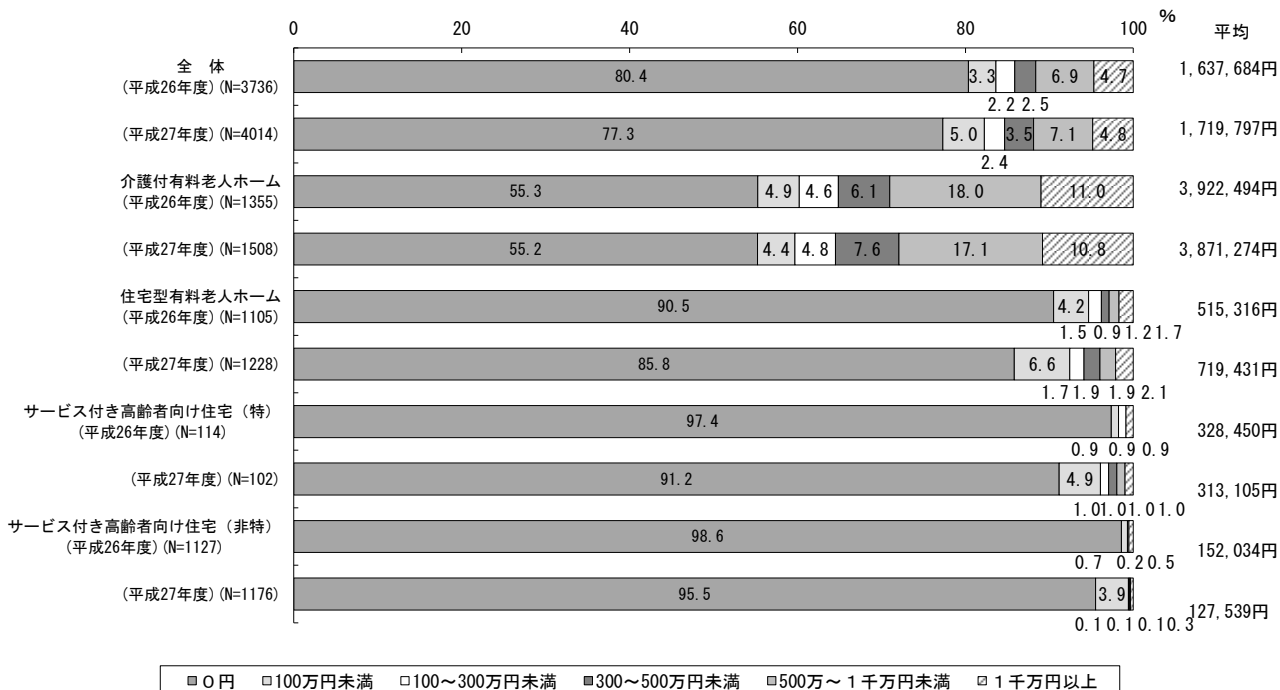 0 20 40 60 80 100 % 平均
全　体
(平成26年度)(N=3736) 80.4 3.3 6.9 4.7 1,637,684円
2.2 2.5
(平成27年度)(N=4014) 77.3 5.0 3.5 7.1 4.8 1,719,797円
2.4
介護付有料老人ホーム
(平成26年度)(N=1355) 55.3 4.9 4.6 6.1 18.0 11.0 3,922,494円
(平成27年度)(N=1508) 55.2 4.4 4.8 7.6 17.1 10.8 3,871,274円
住宅型有料老人ホーム
(平成26年度)(N=1105) 90.5 4.2 515,316円
1.5 0.9 1.2 1.7
(平成27年度)(N=1228) 85.8 6.6 719,431円
1.7 1.9 1.9 2.1
サービス付き高齢者向け住宅（特）
(平成26年度)(N=114) 97.4 328,450円
0.9 0.9 0.9
(平成27年度)(N=102) 91.2 4.9 313,105円
1.0 1.0 1.0 1.0
サービス付き高齢者向け住宅（非特）
(平成26年度)(N=1127) 98.6 152,034円
0.7 0.2 0.5
(平成27年度)(N=1176) 95.5 3.9 127,539円
0.1 0.1 0.1 0.3
０円 100万円未満 100～300万円未満 300～500万円未満 500万～１千万円未満 １千万円以上